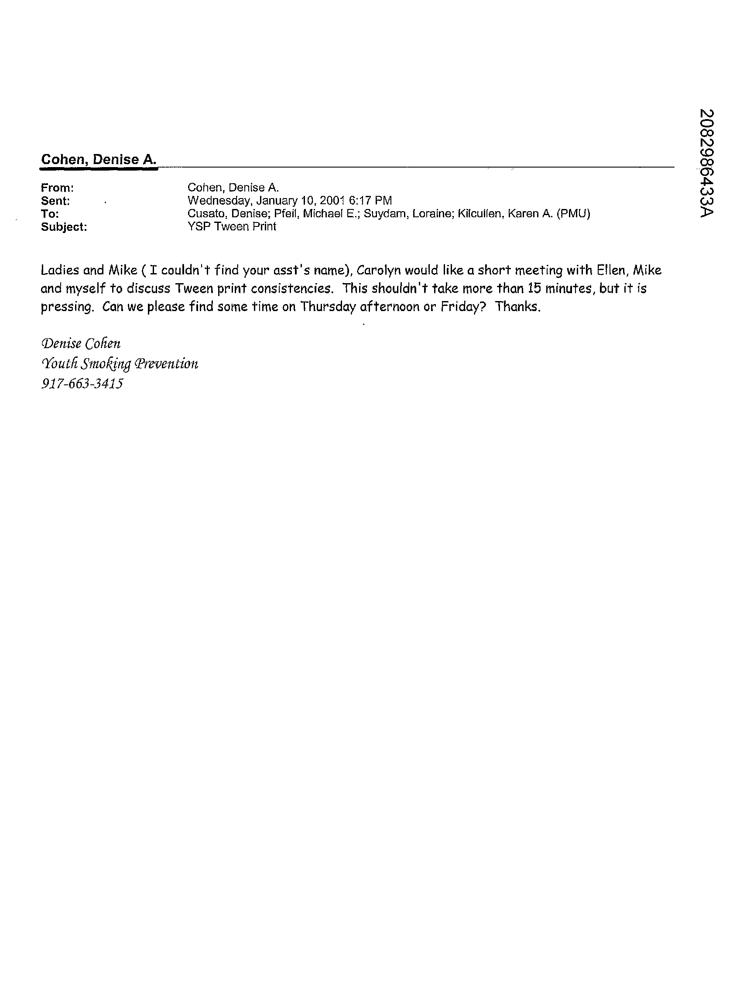 Cohen, Denise A.
From: Cohen, Denise A.
Sent: Wednesday, January 10, 2001 6:17 PM
To: Cusato, Denise; Pfeil, Michael E.; Suydam, Loraine; Kilcullen, Karen A. (PMU)
Subject: YSP Tween Print
Ladies and Mike ( I couldn't find your asst's name), Carolyn would like a short meeting with Ellen, Mike
and myself to discuss Tween print consistencies. This shouldn't take more than 15 minutes, but it is
pressing. Can we please find some time on Thursday afternoon or Friday? Thanks.
Denise Cohen
Youth Smoking Prevention
917-663-3415
2082986433A